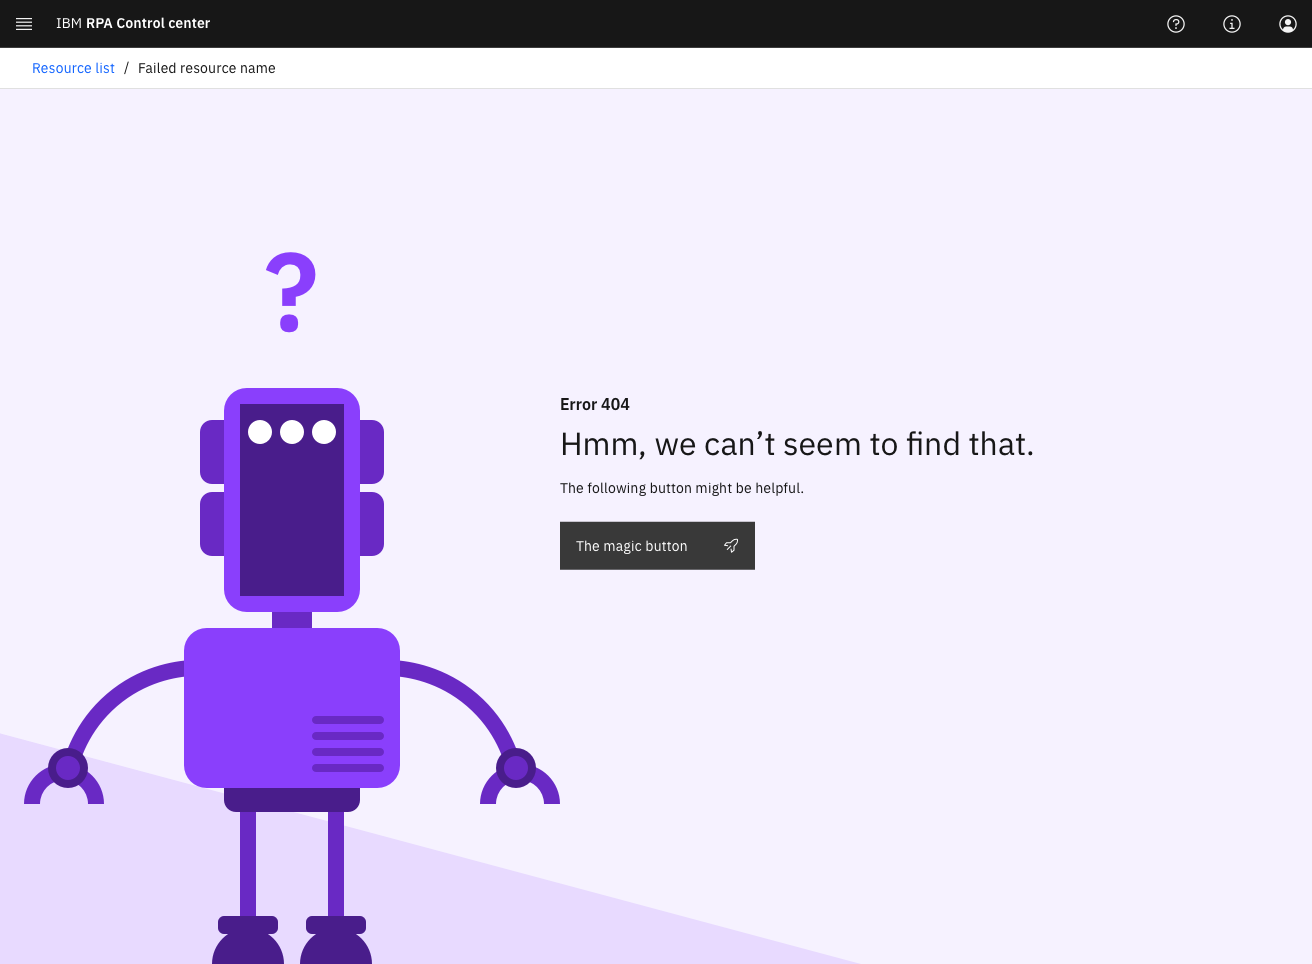 IBM RPA Control center
Resource list / Failed resource name
?
Error 404
Hmm, we can’t seem to find that.
The following button might be helpful.
The magic button